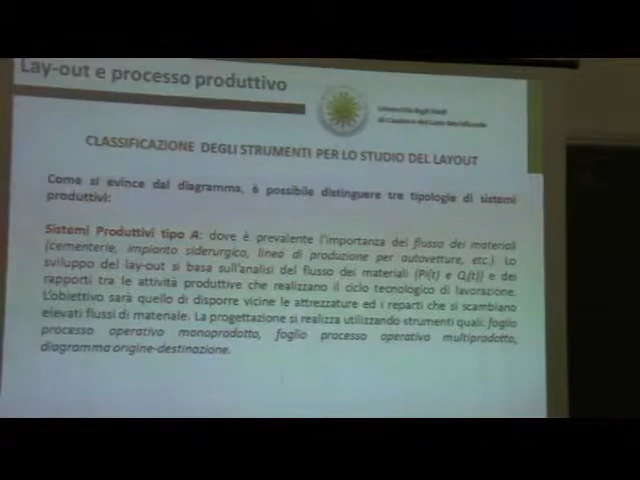 Lay-out e processo produttivo
Università degli Studi
di Cassino e del Lazio Meridionale
CLASSIFICAZIONE DEGLI STRUMENTI PER LO STUDIO DEL LAYOUT
Come si evince dal diagramma, è possibile distinguere tre tipologie di sistemi
produttivi:
Sistemi Produttivi tipo A: dove è prevalente l'importanza del flusso dei materiali
(cementerie, impianto siderurgico, linea di produzione per autovetture, etc.). Lo
sviluppo del lay-out si basa sull'analisi del flusso dei materiali (Pi(t) e Qi(t)) e dei
rapporti tra le attività produttive che realizzano il ciclo tecnologico di lavorazione.
L'obiettivo sarà quello di disporre vicine le attrezzature ed i reparti che si scambiano
elevati flussi di materiale. La progettazione si realizza utilizzando strumenti quali: foglio
processo operativo monoprodotto, foglio processo operativo multiprodotto,
diagramma origine-destinazione.